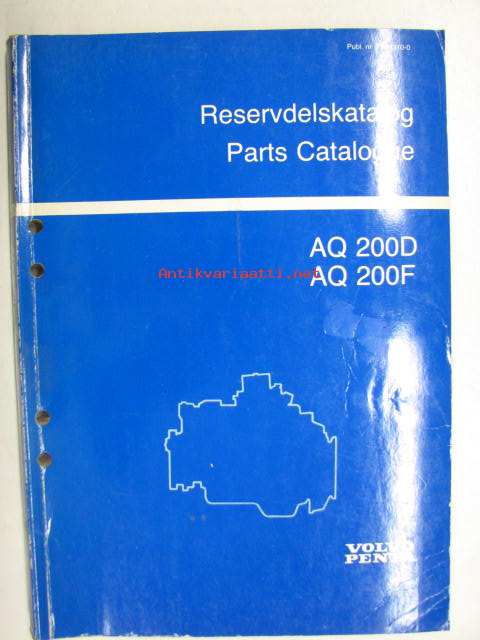 Publ. nr
Reservdelskatalog
Parts Catalogue
AQ 200D
Antikvariaatti.net
AQ 200F
VOLVO
PENTA